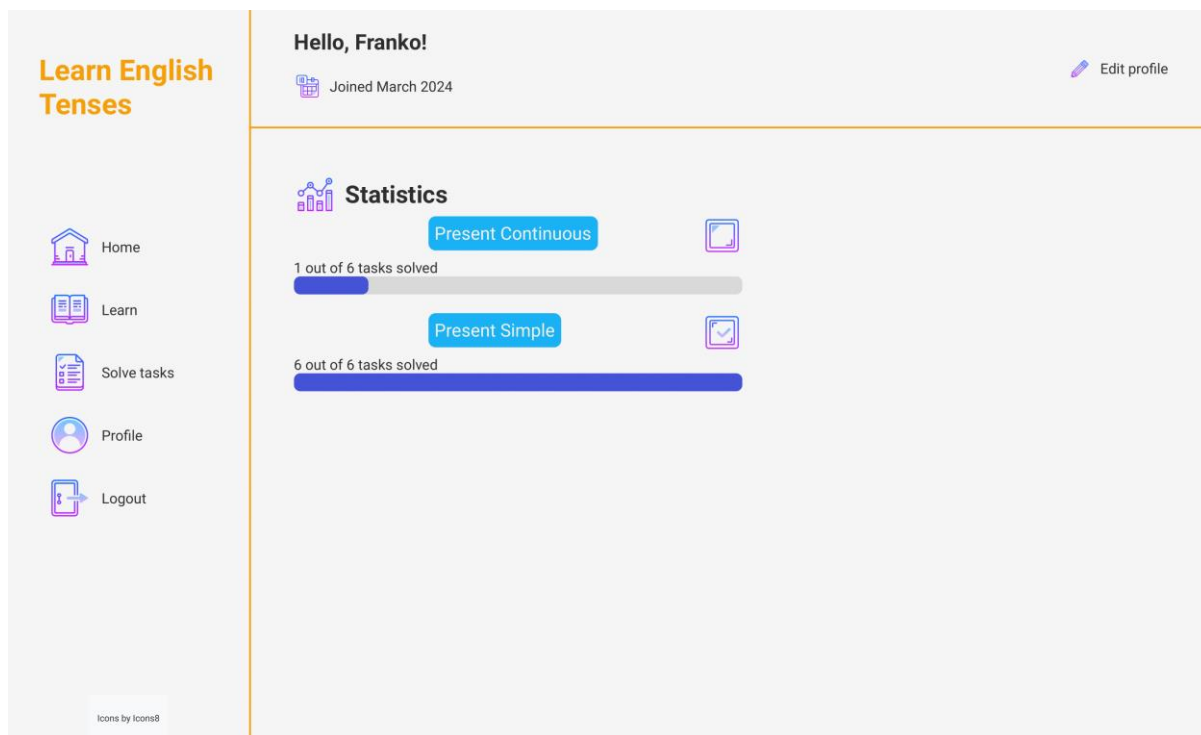 Learn English
Tenses
Home
Learn
Solve tasks
Profile
Logout
Icons by Icons8
Hello, Franko!
Joined March 2024
Edit profile
Statistics
Present Continuous
1 out of 6 tasks solved
Present Simple
6 out of 6 tasks solved